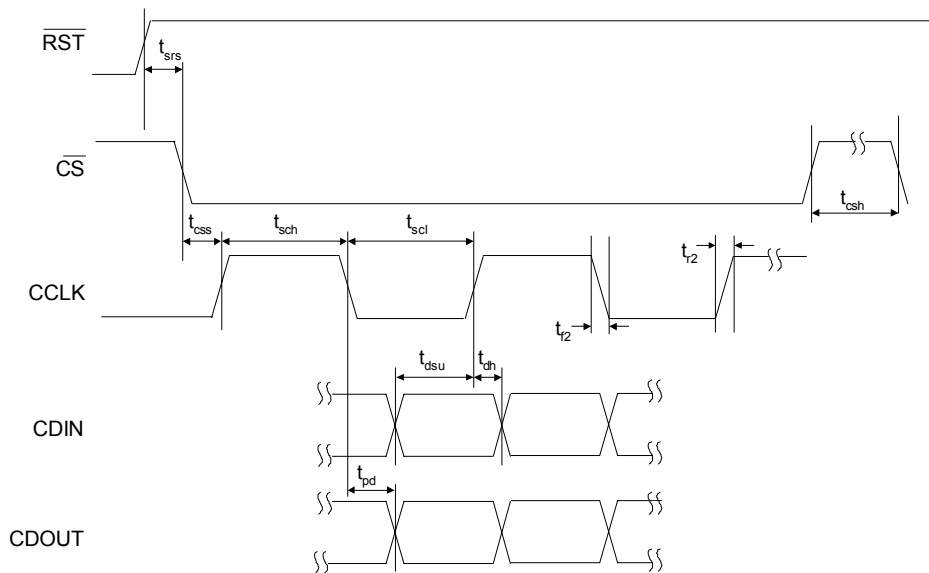 RST
t_srs
CS
t_csh
t_css
t_sch
t_scl
t_r2
CCLK
t_f2
t_dsu
t_dh
CDIN
t_pd
CDOUT